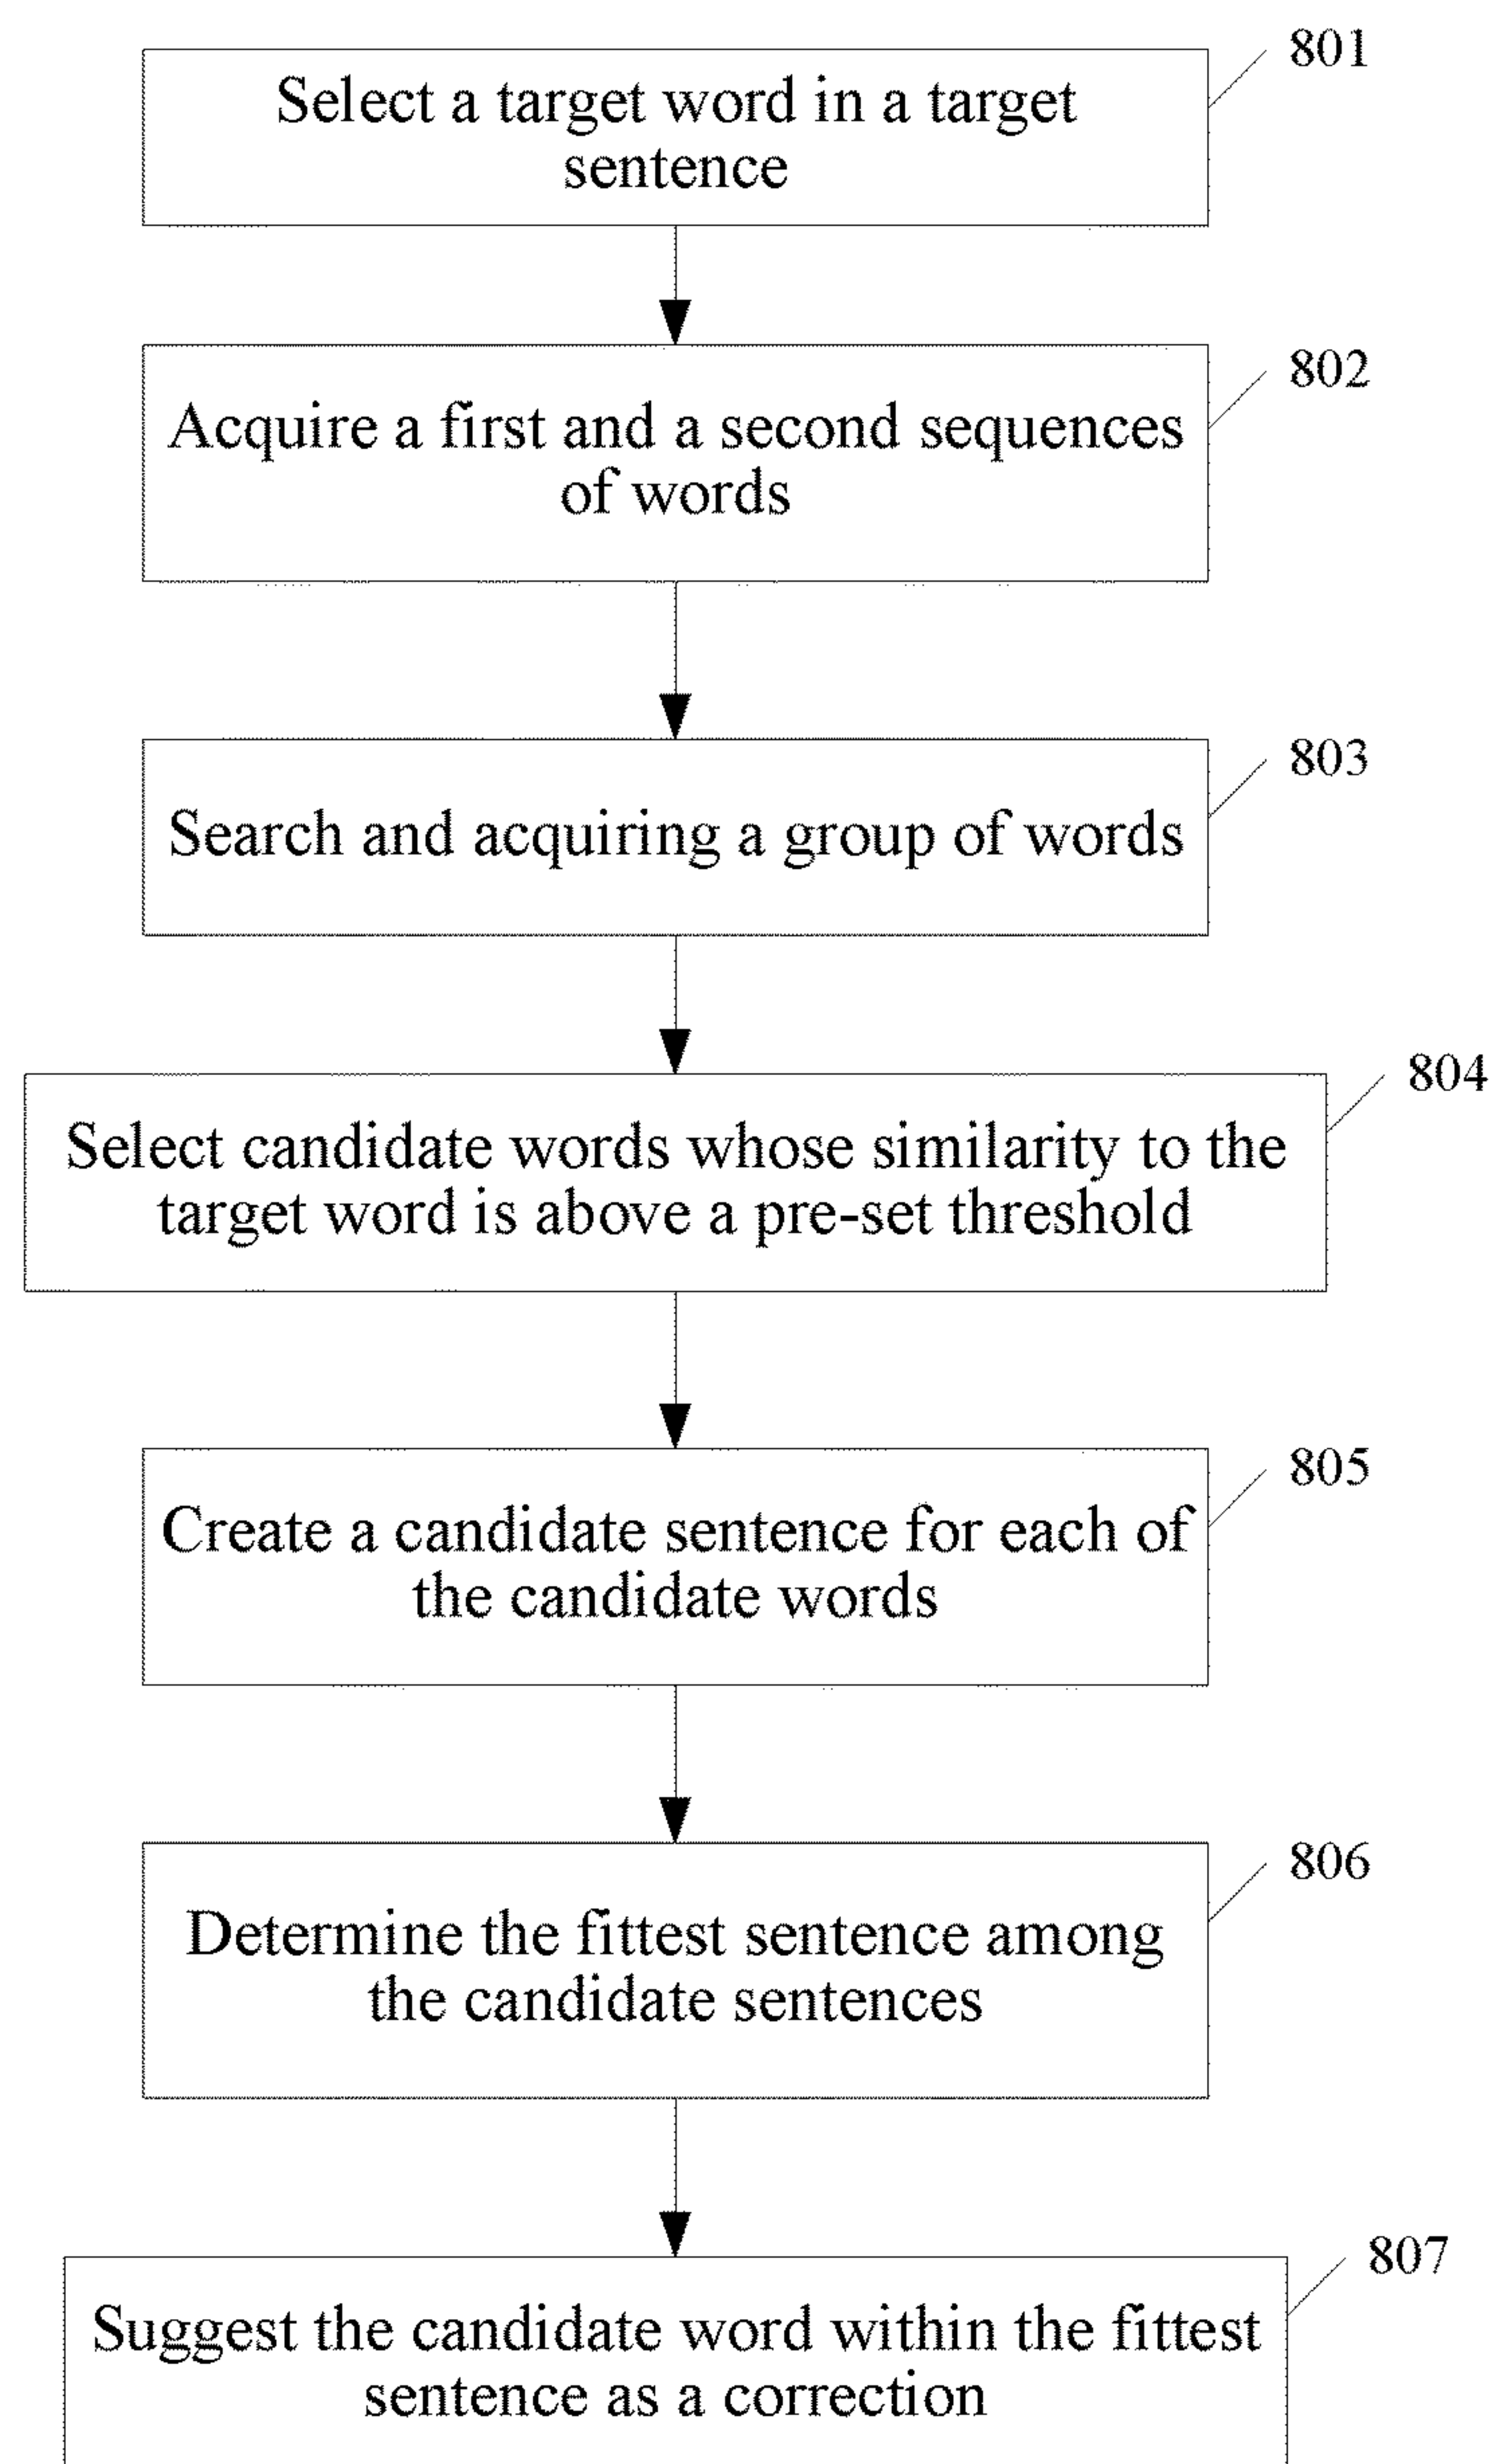 801
Select a target word in a target
sentence
802
Acquire a first and a second sequences
of words
803
Search and acquiring a group of words
804
Select candidate words whose similarity to the
target word is above a pre-set threshold
805
Create a candidate sentence for each of
the candidate words
806
Determine the fittest sentence among
the candidate sentences
807
Suggest the candidate word within the fittest
sentence as a correction